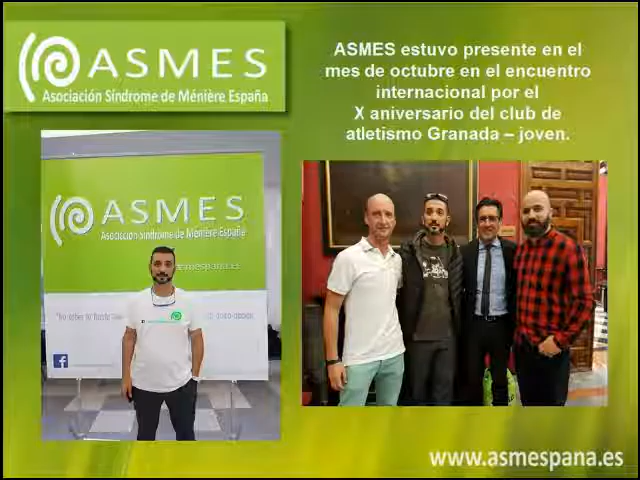 ASMES
Asociación Síndrome de Ménière España
ASMES estuvo presente en el
mes de octubre en el encuentro
internacional por el
X aniversario del club de
atletismo Granada – joven.
ASMES
Asociación Síndrome de Ménière España
www.asmespana.es